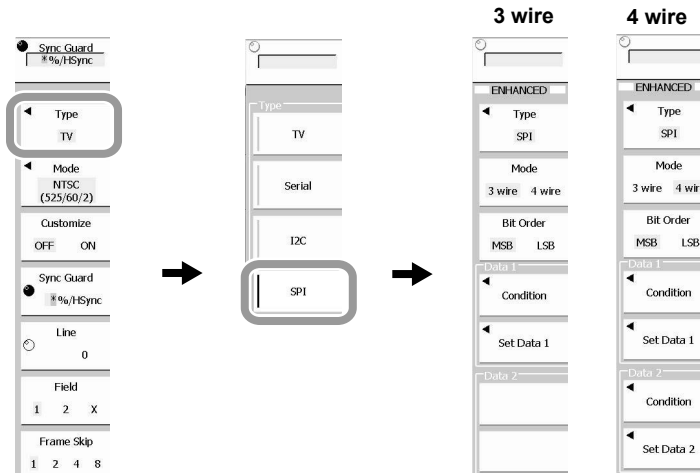 3 wire
4 wire
Sync Guard
*%/HSync
Type
TV
Mode
NTSC
(525/60/2)
Customize
OFF ON
Sync Guard
*%/HSync
Line
0
Field
1 2 X
Frame Skip
1 2 4 8
Type
TV
Serial
I2C
SPI
ENHANCED
Type
SPI
Mode
3 wire 4 wire
Bit Order
MSB LSB
Data 1
Condition
Set Data 1
Data 2
ENHANCED
Type
SPI
Mode
3 wire 4 wir
Bit Order
MSB LSB
Data 1
Condition
Set Data 1
Data 2
Condition
Set Data 2